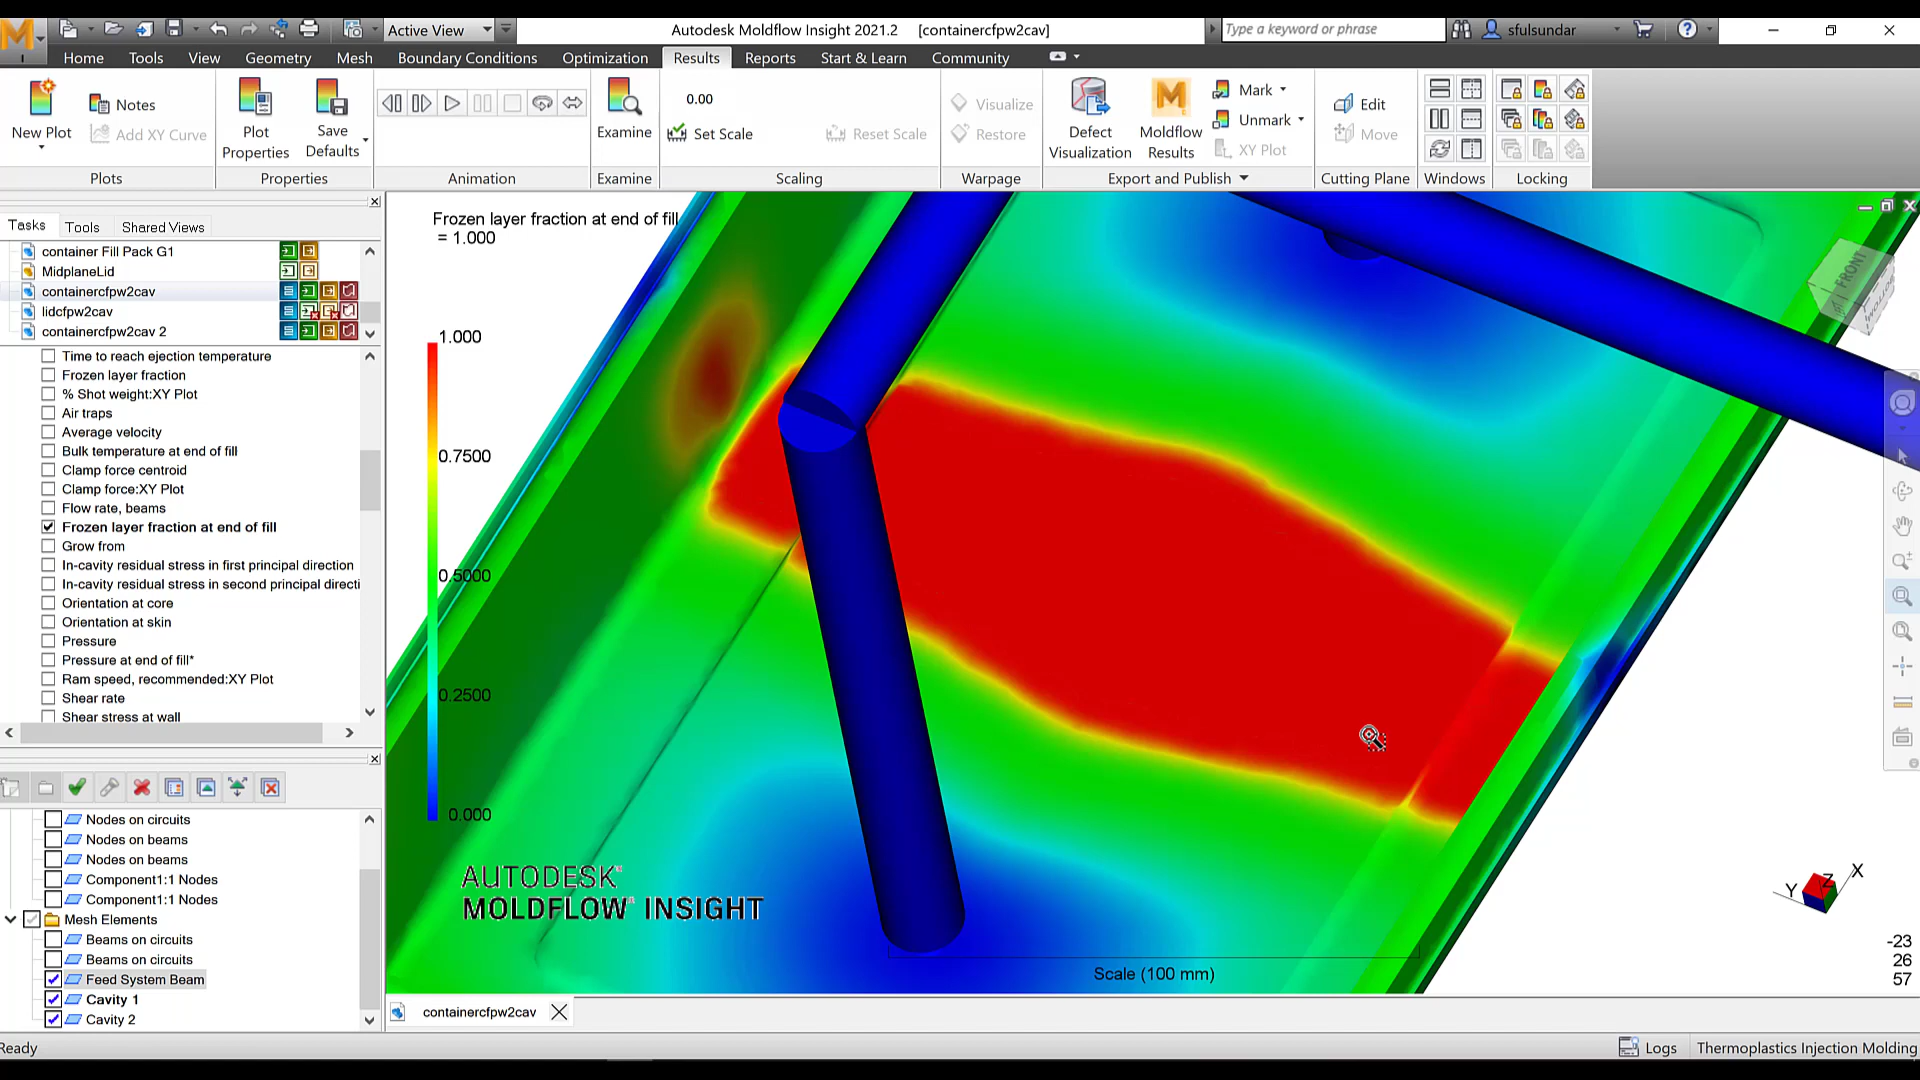 Active View
Autodesk Moldflow Insight 2021.2 [containercfpw2cav]
Type a keyword or phrase
sfulsundar
Home Tools View Geometry Mesh Boundary Conditions Optimization Results Reports Start & Learn Community
New Plot
Notes
Add XY Curve
Plots
Plot Properties
Save Defaults
Properties
Animation
Examine
Examine
0.00
Set Scale
Reset Scale
Scaling
Visualize
Restore
Warpage
Defect Visualization
Moldflow Results
Mark
Unmark
XY Plot
Export and Publish
Edit
Move
Cutting Plane
Windows
Locking
Tasks Tools Shared Views
container Fill Pack G1
MidplaneLid
containercfpw2cav
lidcfpw2cav
containercfpw2cav 2
Time to reach ejection temperature
Frozen layer fraction
% Shot weight:XY Plot
Air traps
Average velocity
Bulk temperature at end of fill
Clamp force centroid
Clamp force:XY Plot
Flow rate, beams
Frozen layer fraction at end of fill
Grow from
In-cavity residual stress in first principal direction
In-cavity residual stress in second principal directi
Orientation at core
Orientation at skin
Pressure
Pressure at end of fill*
Ram speed, recommended:XY Plot
Shear rate
Shear stress at wall
Nodes on circuits
Nodes on beams
Nodes on beams
Component1:1 Nodes
Component1:1 Nodes
Mesh Elements
Beams on circuits
Beams on circuits
Feed System Beam
Cavity 1
Cavity 2
Frozen layer fraction at end of fill
= 1.000
1.000
0.7500
0.5000
0.2500
0.000
AUTODESK
MOLDFLOW INSIGHT
Scale (100 mm)
FRONT
X
Y
Z
-23
26
57
containercfpw2cav
Ready
Logs
Thermoplastics Injection Molding